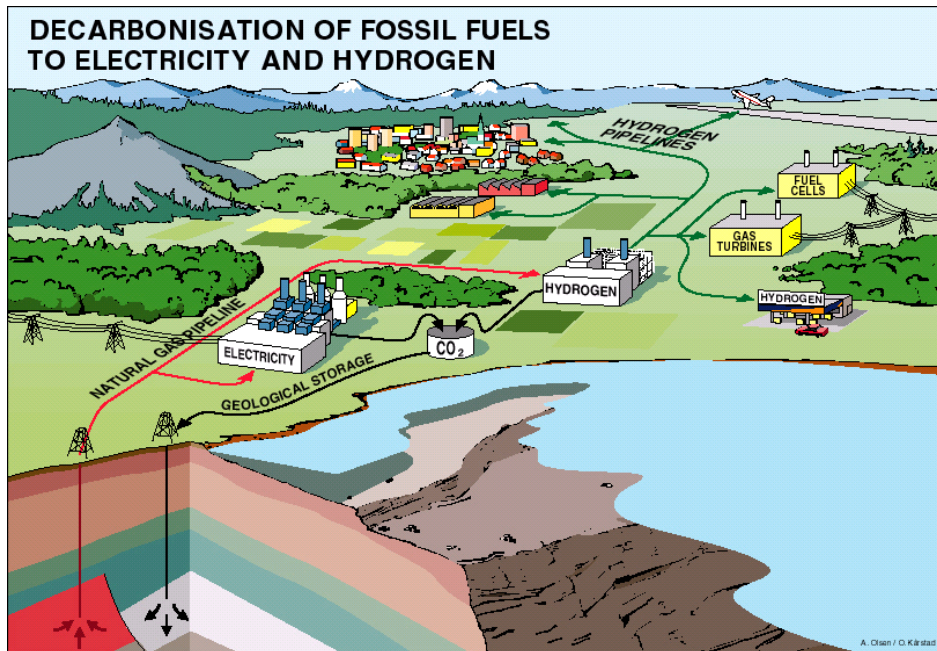 DECARBONISATION OF FOSSIL FUELS
TO ELECTRICITY AND HYDROGEN
HYDROGEN
PIPELINES
FUEL
CELLS
GAS
TURBINES
HYDROGEN
HYDROGEN
NATURAL GAS PIPELINE
ELECTRICITY
CO₂
GEOLOGICAL STORAGE
A. Olsen / O. Kårstad